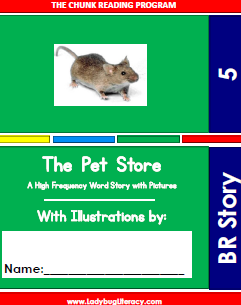 THE CHUNK READING PROGRAM
5
The Pet Store
A High Frequency Word Story with Pictures
With Illustrations by:
Name:____________________
BR Story
www.LadybugLiteracy.com